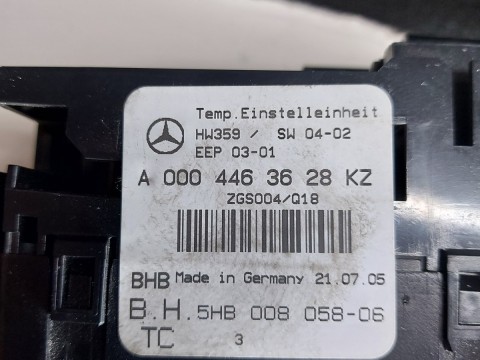 Temp.Einstelleinheit
HW359 / SW 04-02
EEP 03-01
A 000 446 36 28 KZ
ZGS004/Q18
BHB Made in Germany 21.07.05
B.H.5HB 008 058-06
TC 3